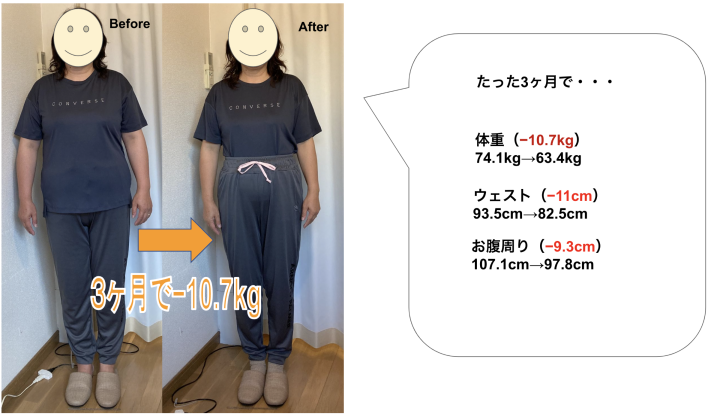 Before
After
CONVERSE
CONVERSE
3ヶ月で−10.7kg
たった3ヶ月で・・・
体重（−10.7kg）
74.1kg→63.4kg
ウェスト（−11cm）
93.5cm→82.5cm
お腹周り（−9.3cm）
107.1cm→97.8cm